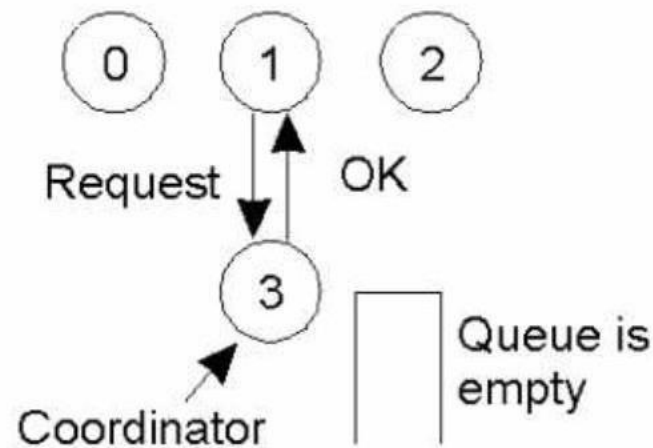 0 1 2
Request OK
3
Queue is
empty
Coordinator